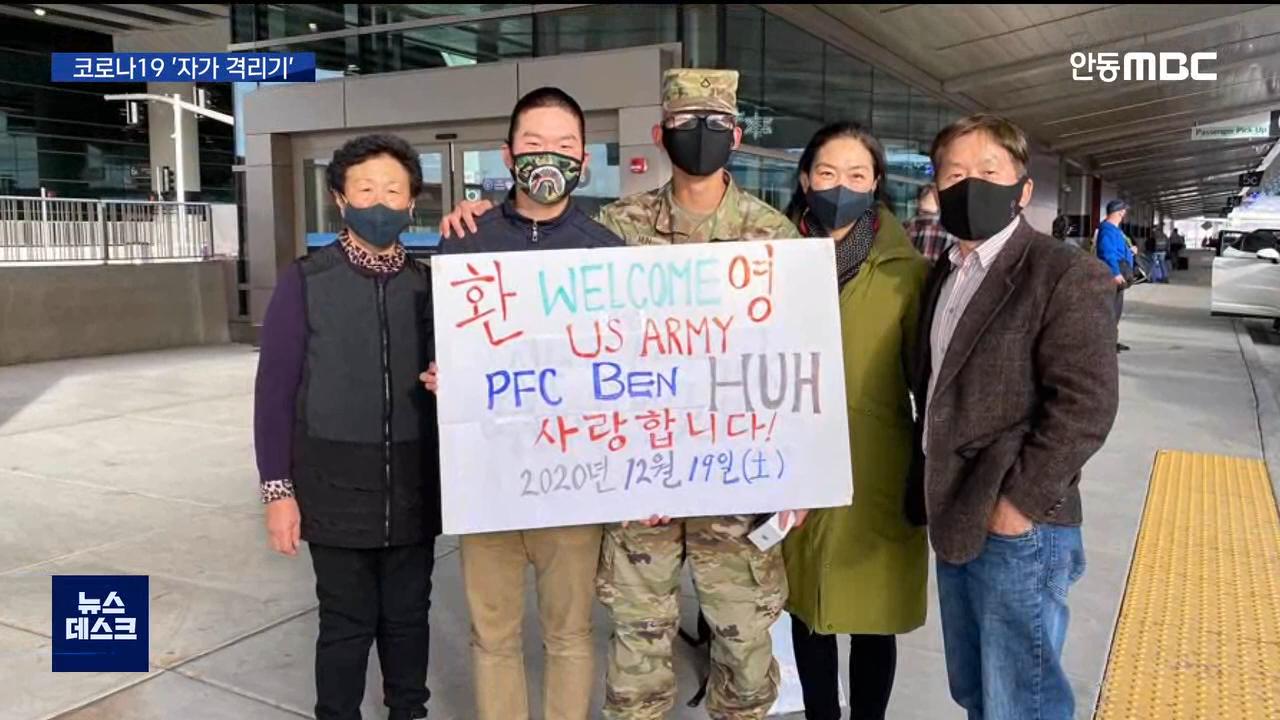 코로나19 '자가 격리기'
안동MBC
Passenger Pick Up
환 WELCOME 영
US ARMY
PFC BEN HUH
사랑합니다!
2020년 12월 19일(土)
뉴스
데스크